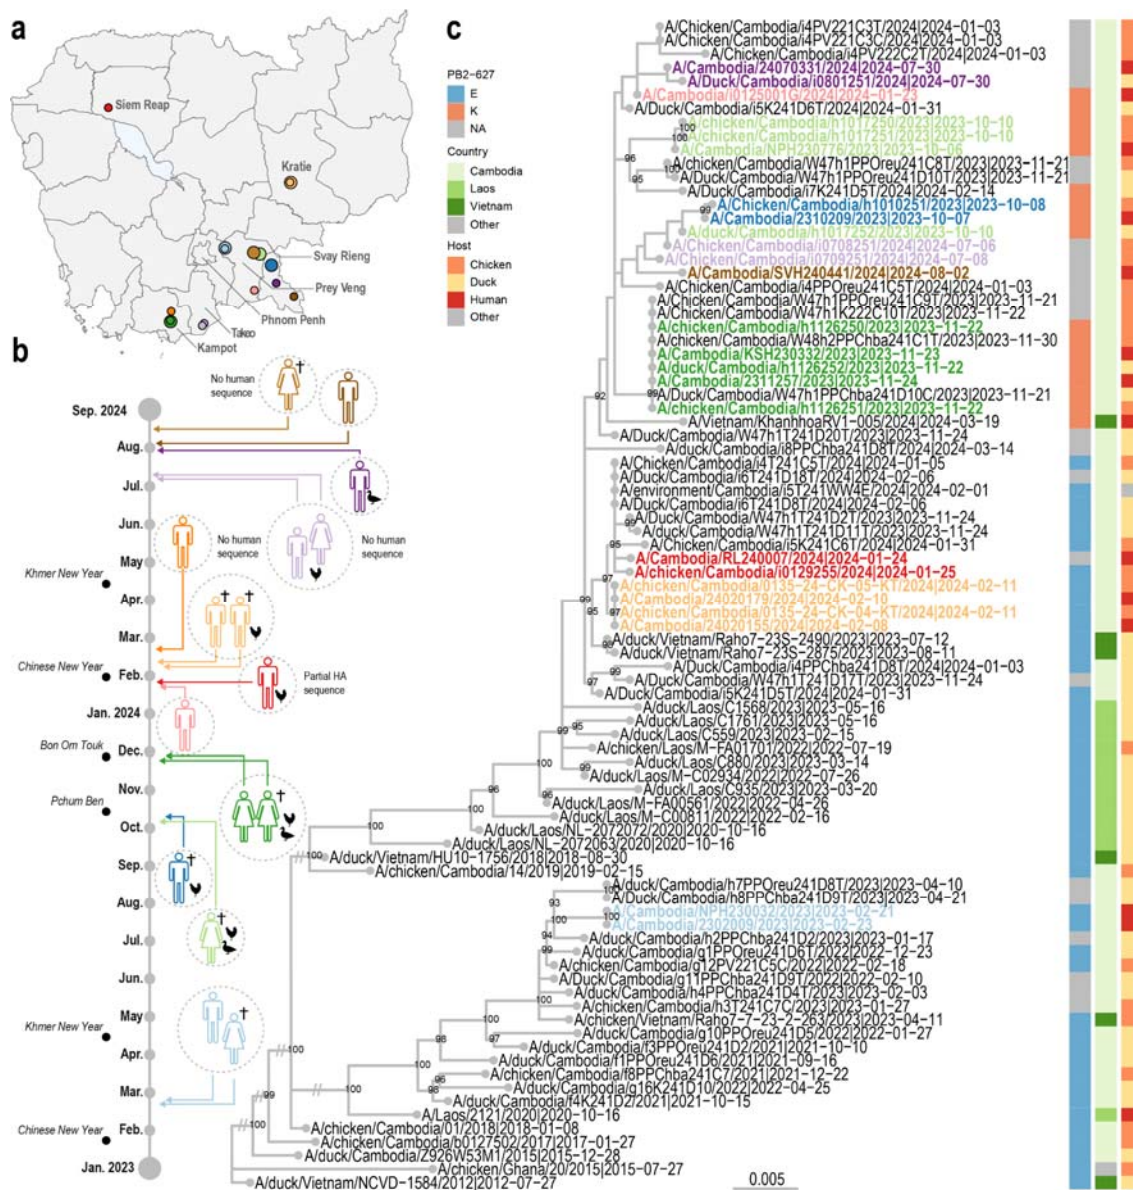 a
Siem Reap
Kratie
Svay Rieng
Prey Veng
Phnom Penh
Takeo
Kampot
PB2-627
E
K
NA
Country
Cambodia
Laos
Vietnam
Other
Host
Chicken
Duck
Human
Other
b
No human
sequence
Sep. 2024
Aug.
Jul.
Jun.
No human
sequence
No human
sequence
May
Khmer New Year
Apr.
Mar.
Chinese New Year
Feb.
Partial HA
sequence
Jan. 2024
Bon Om Touk
Dec.
Nov.
Pchum Ben
Oct.
Sep.
Aug.
Jul.
Jun.
May
Khmer New Year
Apr.
Mar.
Feb.
Chinese New Year
Jan. 2023
c
A/Chicken/Cambodia/i4PV221C3T/2024|2024-01-03
A/Chicken/Cambodia/i4PV221C3C/2024|2024-01-03
A/Chicken/Cambodia/i4PV222C2T/2024|2024-01-03
A/Cambodia/24070331/2024|2024-07-30
A/Duck/Cambodia/i0801251/2024|2024-07-30
A/Cambodia/i0125001G/2024|2024-01-23
A/Duck/Cambodia/i5K241D6T/2024|2024-01-31
A/chicken/Cambodia/h1017250/2023|2023-10-10
A/chicken/Cambodia/h1017251/2023|2023-10-10
A/Cambodia/NPH230776/2023|2023-10-06
A/chicken/Cambodia/W47h1PPOreu241C8T/2023|2023-11-21
A/Duck/Cambodia/W47h1PPOreu241D10T/2023|2023-11-21
A/Duck/Cambodia/i7K241D5T/2024|2024-02-14
A/Chicken/Cambodia/h1010251/2023|2023-10-08
A/Cambodia/2310209/2023|2023-10-07
A/duck/Cambodia/h1017252/2023|2023-10-10
A/Chicken/Cambodia/i0708251/2024|2024-07-06
A/Chicken/Cambodia/i0709251/2024|2024-07-08
A/Cambodia/SVH240441/2024|2024-08-02
A/Chicken/Cambodia/i4PPOreu241C5T/2024|2024-01-03
A/Chicken/Cambodia/W47h1PPOreu241C9T/2023|2023-11-21
A/Chicken/Cambodia/W47h1K222C10T/2023|2023-11-22
A/chicken/Cambodia/h1126250/2023|2023-11-22
A/chicken/Cambodia/W48h2PPChba241C1T/2023|2023-11-30
A/Cambodia/KSH230332/2023|2023-11-23
A/duck/Cambodia/h1126252/2023|2023-11-22
A/Cambodia/2311257/2023|2023-11-24
A/Duck/Cambodia/W47h1PPChba241D10C/2023|2023-11-21
A/chicken/Cambodia/h1126251/2023|2023-11-22
A/Vietnam/KhanhhoaRV1-005/2024|2024-03-19
A/Duck/Cambodia/W47h1T241D20T/2023|2023-11-24
A/duck/Cambodia/i8PPChba241D8T/2024|2024-03-14
A/Chicken/Cambodia/i4T241C5T/2024|2024-01-05
A/Duck/Cambodia/i6T241D18T/2024|2024-02-06
A/environment/Cambodia/i5T241WW4E/2024|2024-02-01
A/Duck/Cambodia/i6T241D8T/2024|2024-02-06
A/Duck/Cambodia/W47h1T241D2T/2023|2023-11-24
A/duck/Cambodia/W47h1T241D11T/2023|2023-11-24
A/Chicken/Cambodia/i5K241C6T/2024|2024-01-31
A/Cambodia/RL240007/2024|2024-01-24
A/chicken/Cambodia/i0129255/2024|2024-01-25
A/chicken/Cambodia/0135-24-CK-05-KT/2024|2024-02-11
A/Cambodia/24020179/2024|2024-02-10
A/chicken/Cambodia/0135-24-CK-04-KT/2024|2024-02-11
A/Cambodia/24020155/2024|2024-02-08
A/duck/Vietnam/Raho7-23S-2490/2023|2023-07-12
A/duck/Vietnam/Raho7-23S-2875/2023|2023-08-11
A/Duck/Cambodia/i4PPChba241D8T/2024|2024-01-03
A/duck/Cambodia/W47h1T241D17T/2023|2023-11-24
A/Duck/Cambodia/i5K241D5T/2024|2024-01-31
A/duck/Laos/C1568/2023|2023-05-16
A/duck/Laos/C1761/2023|2023-05-16
A/duck/Laos/C559/2023|2023-02-15
A/chicken/Laos/M-FA01701/2022|2022-07-19
A/duck/Laos/C880/2023|2023-03-14
A/duck/Laos/M-C02934/2022|2022-07-26
A/duck/Laos/C935/2023|2023-03-20
A/duck/Laos/M-FA00561/2022|2022-04-26
A/duck/Laos/M-C00811/2022|2022-02-16
A/duck/Laos/NL-2072072/2020|2020-10-16
A/duck/Laos/NL-2072063/2020|2020-10-16
A/duck/Vietnam/HU10-1756/2018|2018-08-30
A/chicken/Cambodia/14/2019|2019-02-15
A/duck/Cambodia/h7PPOreu241D8T/2023|2023-04-10
A/duck/Cambodia/h8PPChba241D9T/2023|2023-04-21
A/Cambodia/NPH230032/2023|2023-02-21
A/Cambodia/2302009/2023|2023-02-23
A/duck/Cambodia/h2PPChba241D2/2023|2023-01-17
A/duck/Cambodia/g1PPOreu241D6T/2022|2022-12-23
A/chicken/Cambodia/g12PV221C5C/2022|2022-02-18
A/Duck/Cambodia/g11PPChba241D9T/2022|2022-02-10
A/duck/Cambodia/h4PPChba241D4T/2023|2023-02-03
A/chicken/Cambodia/h3T241C7C/2023|2023-01-27
A/chicken/Vietnam/Raho7-7-23-2-263/2023|2023-04-11
A/duck/Cambodia/g10PPOreu241D5/2022|2022-01-27
A/duck/Cambodia/f3PPOreu241D2/2021|2021-10-10
A/duck/Cambodia/f1PPOreu241D6/2021|2021-09-16
A/chicken/Cambodia/f8PPChba241C7/2021|2021-12-22
A/duck/Cambodia/g16K241D10/2022|2022-04-25
A/duck/Cambodia/f4K241D2/2021|2021-10-15
A/Laos/2121/2020|2020-10-16
A/chicken/Cambodia/01/2018|2018-01-08
A/chicken/Cambodia/b0127502/2017|2017-01-27
A/duck/Cambodia/Z926W53M1/2015|2015-12-28
A/chicken/Ghana/20/2015|2015-07-27
A/duck/Vietnam/NCVD-1584/2012|2012-07-27
0.005